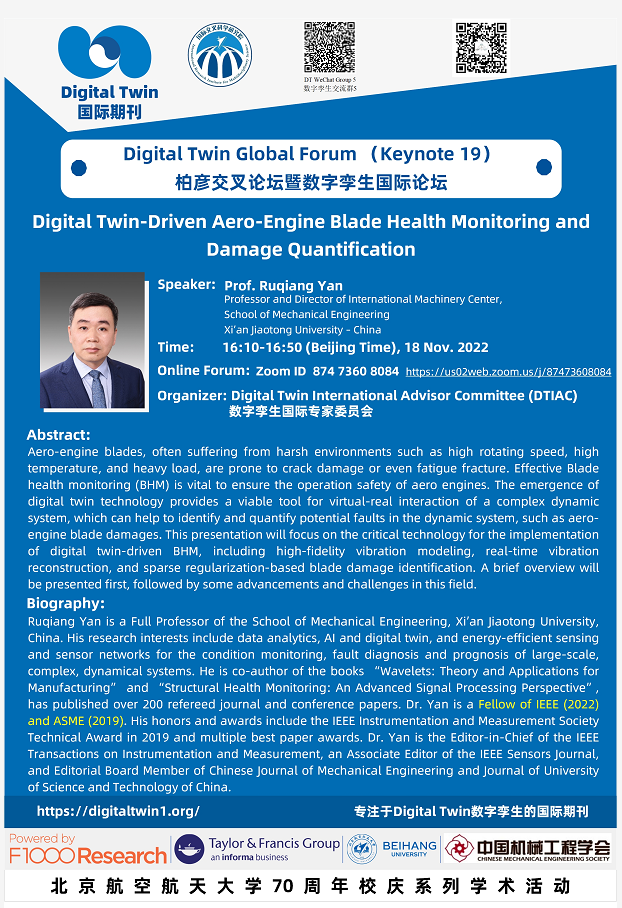 Digital Twin
国际期刊
DT WeChat Group 5
数字孪生交流群5
Digital Twin Global Forum （Keynote 19）
柏彦交叉论坛暨数字孪生国际论坛
Digital Twin-Driven Aero-Engine Blade Health Monitoring and
Damage Quantification
Speaker: Prof. Ruqiang Yan
Professor and Director of International Machinery Center,
School of Mechanical Engineering
Xi'an Jiaotong University – China
Time: 16:10-16:50 (Beijing Time), 18 Nov. 2022
Online Forum: Zoom ID 874 7360 8084 https://us02web.zoom.us/j/87473608084
Organizer: Digital Twin International Advisor Committee (DTIAC)
数字孪生国际专家委员会
Abstract:
Aero-engine blades, often suffering from harsh environments such as high rotating speed, high
temperature, and heavy load, are prone to crack damage or even fatigue fracture. Effective Blade
health monitoring (BHM) is vital to ensure the operation safety of aero engines. The emergence of
digital twin technology provides a viable tool for virtual-real interaction of a complex dynamic
system, which can help to identify and quantify potential faults in the dynamic system, such as aero-
engine blade damages. This presentation will focus on the critical technology for the implementation
of digital twin-driven BHM, including high-fidelity vibration modeling, real-time vibration
reconstruction, and sparse regularization-based blade damage identification. A brief overview will
be presented first, followed by some advancements and challenges in this field.
Biography:
Ruqiang Yan is a Full Professor of the School of Mechanical Engineering, Xi'an Jiaotong University,
China. His research interests include data analytics, AI and digital twin, and energy-efficient sensing
and sensor networks for the condition monitoring, fault diagnosis and prognosis of large-scale,
complex, dynamical systems. He is co-author of the books “Wavelets: Theory and Applications for
Manufacturing” and “Structural Health Monitoring: An Advanced Signal Processing Perspective”,
has published over 200 refereed journal and conference papers. Dr. Yan is a Fellow of IEEE (2022)
and ASME (2019). His honors and awards include the IEEE Instrumentation and Measurement Society
Technical Award in 2019 and multiple best paper awards. Dr. Yan is the Editor-in-Chief of the IEEE
Transactions on Instrumentation and Measurement, an Associate Editor of the IEEE Sensors Journal,
and Editorial Board Member of Chinese Journal of Mechanical Engineering and Journal of University
of Science and Technology of China.
https://digitaltwin1.org/ 专注于Digital Twin数字孪生的国际期刊
Powered by
F1000Research
Taylor & Francis Group
an informa business
BEIHANG
UNIVERSITY
中国机械工程学会
CHINESE MECHANICAL ENGINEERING SOCIETY
北京航空航天大学70周年校庆系列学术活动